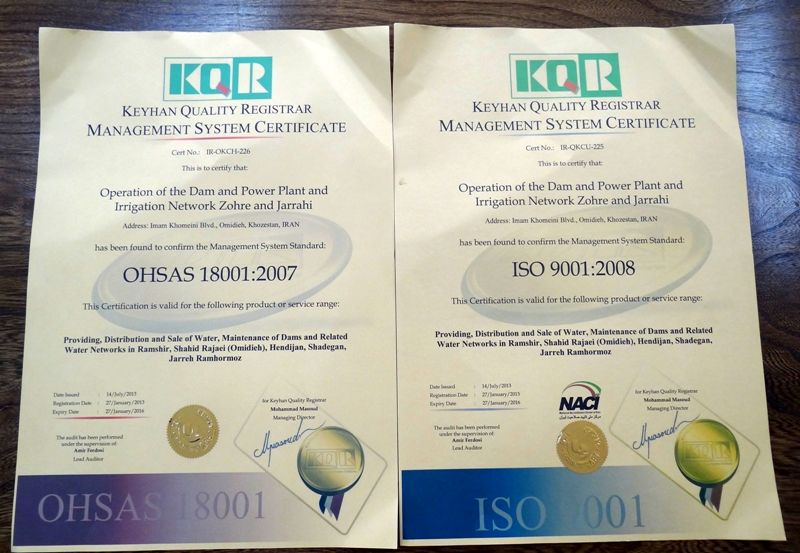 KQR
KEYHAN QUALITY REGISTRAR
MANAGEMENT SYSTEM CERTIFICATE
Cert No.: IR-OKCH-226
This is to certify that:
Operation of the Dam and Power Plant and
Irrigation Network Zohre and Jarrahi
Address: Imam Khomeini Blvd., Omidieh, Khozestan, IRAN
has been found to confirm the Management System Standard:
OHSAS 18001:2007
This Certification is valid for the following product or service range:
Providing, Distribution and Sale of Water, Maintenance of Dams and Related
Water Networks in Ramshir, Shahid Rajaei (Omidieh), Hendijan, Shadegan,
Jarreh Ramhormoz
Date Issued : 14/July/2013
Registration Date : 27/January/2013
Expiry Date : 27/January/2016
for Keyhan Quality Registrar
Mohammad Masoud
Managing Director
The audit has been performed
under the supervision of:
Amir Ferdosi
Lead Auditor
KQR
OHSAS 18001
KQR
KEYHAN QUALITY REGISTRAR
MANAGEMENT SYSTEM CERTIFICATE
Cert No.: IR-QKCU-225
This is to certify that:
Operation of the Dam and Power Plant and
Irrigation Network Zohre and Jarrahi
Address: Imam Khomeini Blvd., Omidieh, Khozestan, IRAN
has been found to confirm the Management System Standard:
ISO 9001:2008
This Certification is valid for the following product or service range:
Providing, Distribution and Sale of Water, Maintenance of Dams and Related
Water Networks in Ramshir, Shahid Rajaei (Omidieh), Hendijan, Shadegan,
Jarreh Ramhormoz
Date Issued : 14/July/2013
Registration Date : 27/January/2013
Expiry Date : 27/January/2016
NACI
مرکز ملی تایید صلاحیت ایران
for Keyhan Quality Registrar
Mohammad Masoud
Managing Director
The audit has been performed
under the supervision of:
Amir Ferdosi
Lead Auditor
KQR
ISO 9001